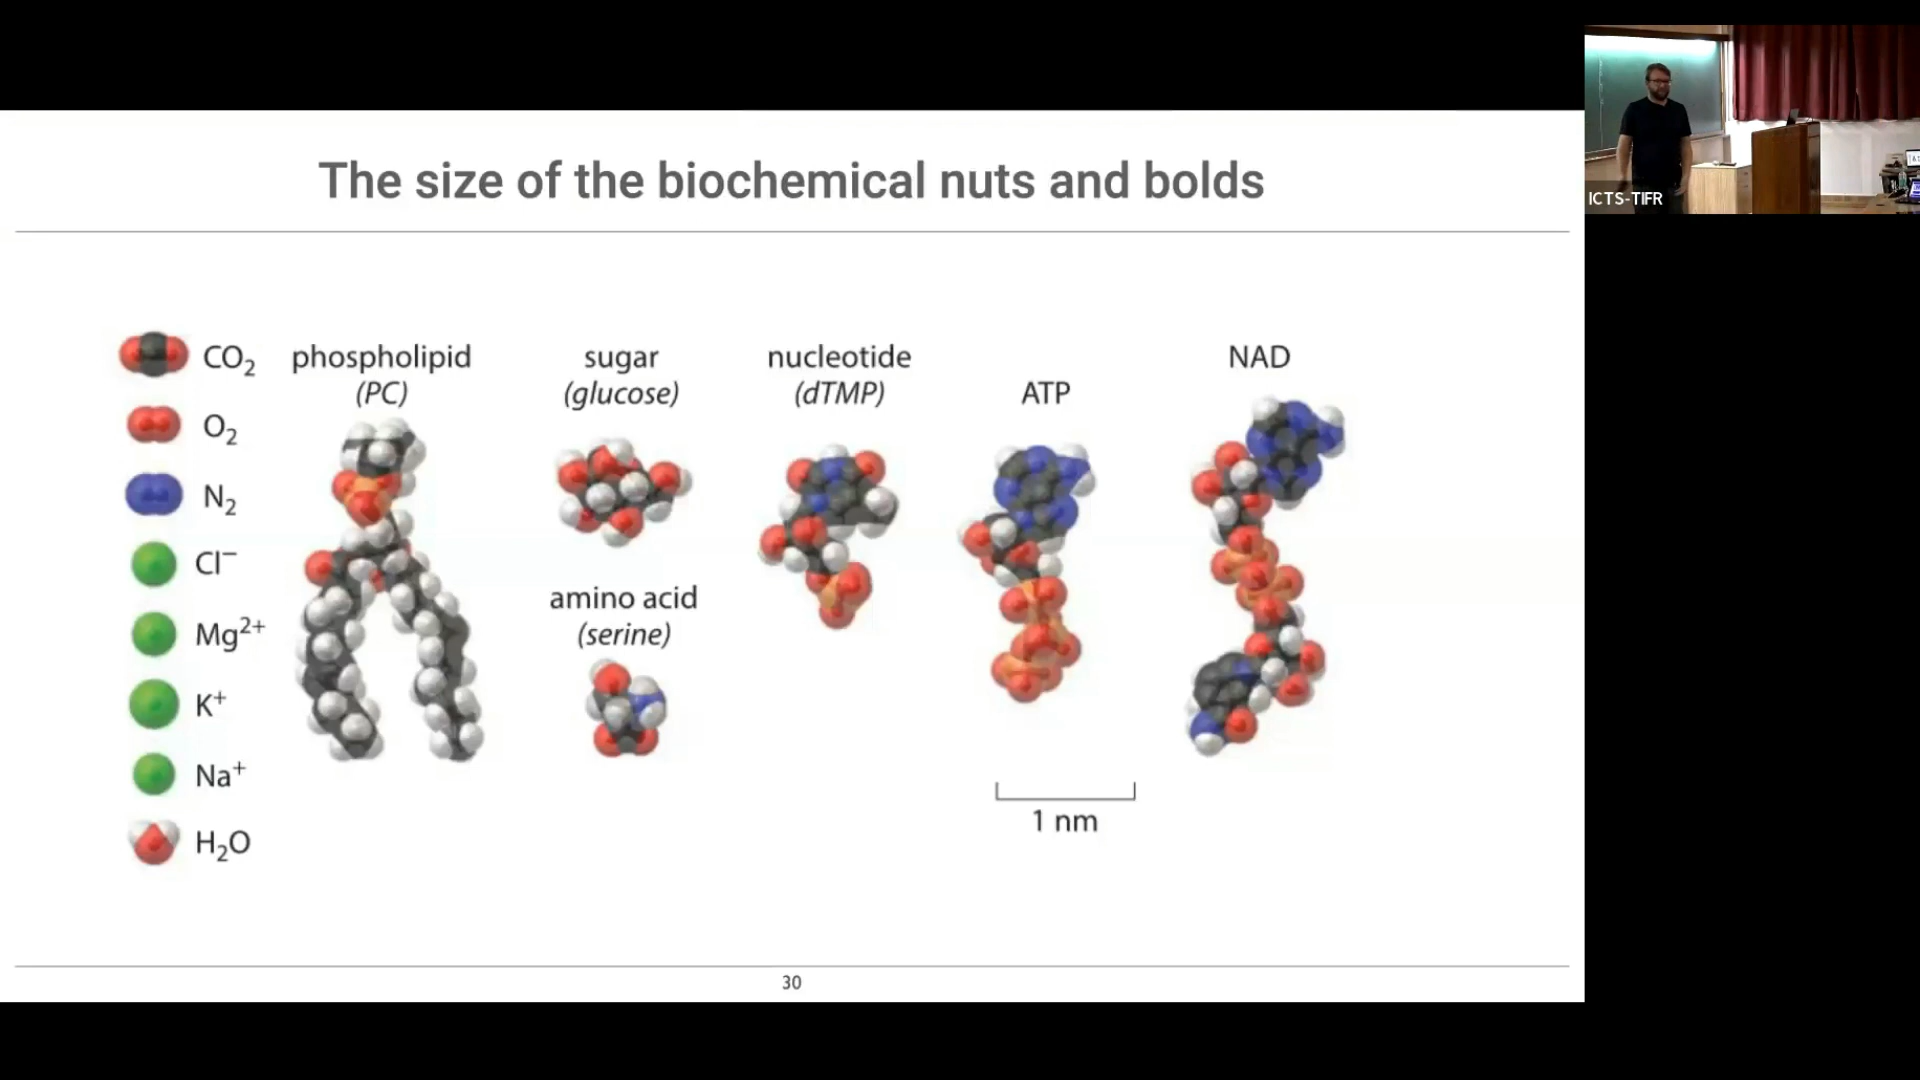 The size of the biochemical nuts and bolds
CO₂
O₂
N₂
Cl⁻
Mg²⁺
K⁺
Na⁺
H₂O
phospholipid
(PC)
sugar
(glucose)
amino acid
(serine)
nucleotide
(dTMP)
ATP
NAD
1 nm
30
ICTS-TIFR